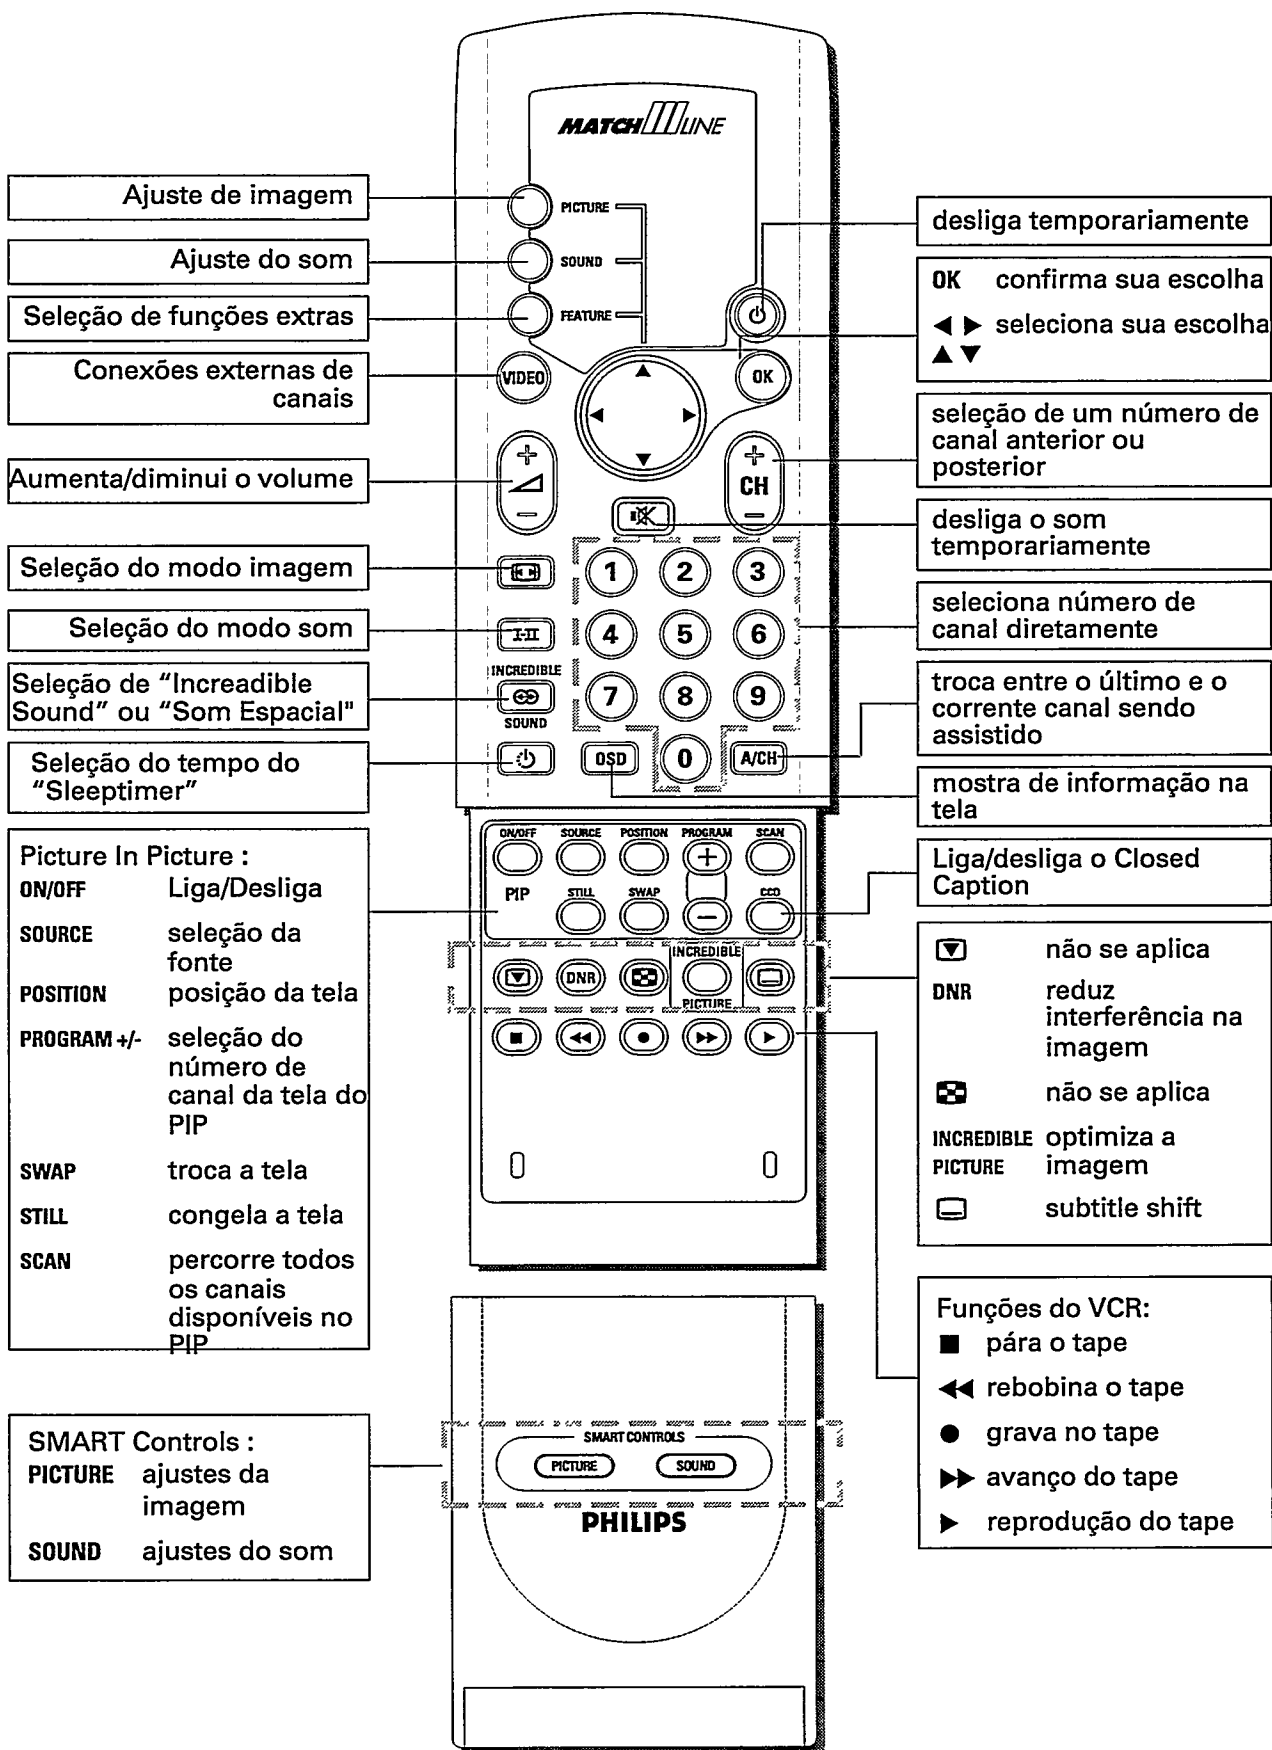 MATCH LINE
Ajuste de imagem
Ajuste do som
Seleção de funções extras
Conexões externas de
canais
Aumenta/diminui o volume
Seleção do modo imagem
Seleção do modo som
Seleção de “Increadible
Sound” ou “Som Espacial"
Seleção do tempo do
“Sleeptimer”
Picture In Picture :
ON/OFF Liga/Desliga
SOURCE seleção da
fonte
POSITION posição da tela
PROGRAM +/- seleção do
número de
canal da tela do
PIP
SWAP troca a tela
STILL congela a tela
SCAN percorre todos
os canais
disponíveis no
PIP
SMART Controls :
PICTURE ajustes da
imagem
SOUND ajustes do som
PICTURE
SOUND
FEATURE
VIDEO
OK
+ +
CH
- -
1 2 3
I-II
4 5 6
INCREDIBLE
7 8 9
SOUND
OSD 0 A/CH
ON/OFF SOURCE POSITION PROGRAM SCAN
+
PIP STILL SWAP CCD
-
INCREDIBLE
DNR
PICTURE
SMART CONTROLS
PICTURE SOUND
PHILIPS
desliga temporariamente
OK confirma sua escolha
◀ ▶ seleciona sua escolha
▲ ▼
seleção de um número de
canal anterior ou
posterior
desliga o som
temporariamente
seleciona número de
canal diretamente
troca entre o último e o
corrente canal sendo
assistido
mostra de informação na
tela
Liga/desliga o Closed
Caption
não se aplica
DNR reduz
interferência na
imagem
não se aplica
INCREDIBLE optimiza a
PICTURE imagem
subtitle shift
Funções do VCR:
■ pára o tape
◀◀ rebobina o tape
● grava no tape
▶▶ avanço do tape
▶ reprodução do tape